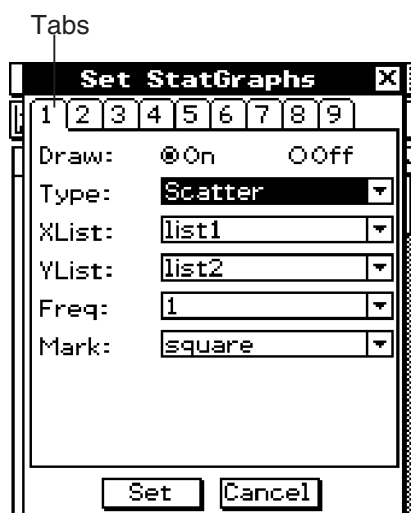 Tabs
Set StatGraphs
1 2 3 4 5 6 7 8 9
Draw: On Off
Type: Scatter
XList: list1
YList: list2
Freq: 1
Mark: square
Set Cancel